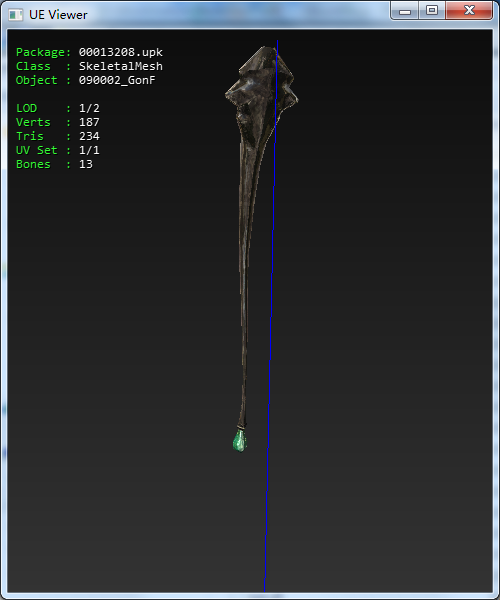 UE Viewer
Package: 00013208.upk
Class  : SkeletalMesh
Object : 090002_GonF
LOD    : 1/2
Verts  : 187
Tris   : 234
UV Set : 1/1
Bones  : 13